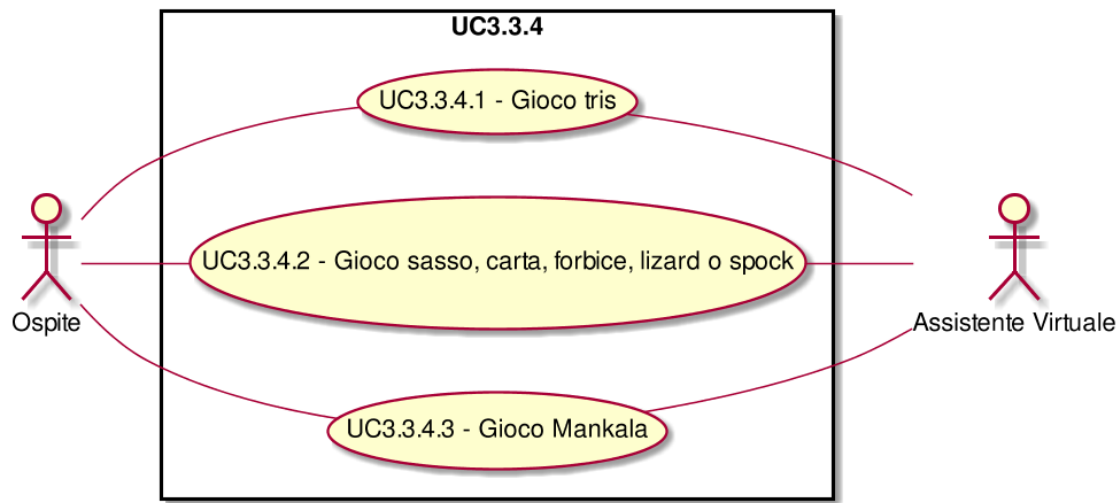 UC3.3.4
UC3.3.4.1 - Gioco tris
UC3.3.4.2 - Gioco sasso, carta, forbice, lizard o spock
Ospite
Assistente Virtuale
UC3.3.4.3 - Gioco Mankala